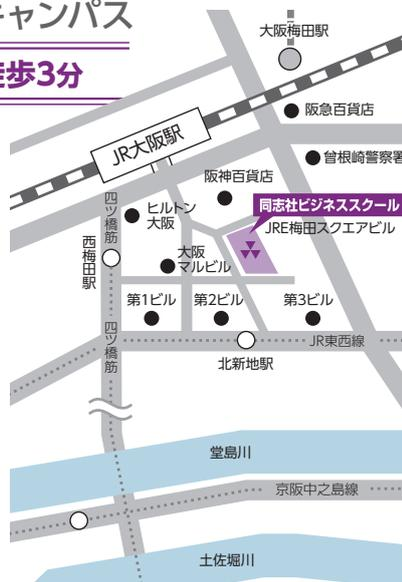 キャンパス
徒歩3分
大阪梅田駅
阪急百貨店
JR大阪駅
曾根崎警察署
阪神百貨店
四ツ橋筋
ヒルトン
大阪
同志社ビジネススクール
JRE梅田スクエアビル
西梅田駅
大阪
マルビル
第1ビル
第2ビル
第3ビル
四ツ橋筋
JR東西線
北新地駅
堂島川
京阪中之島線
土佐堀川